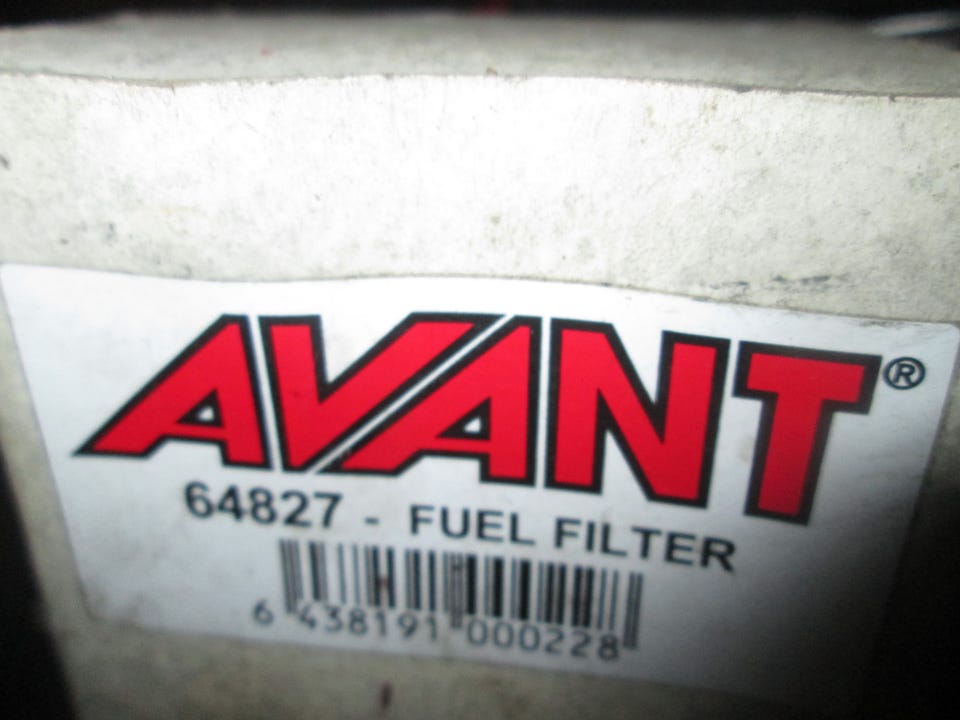 AVANT®
64827 - FUEL FILTER
6 438191 000228